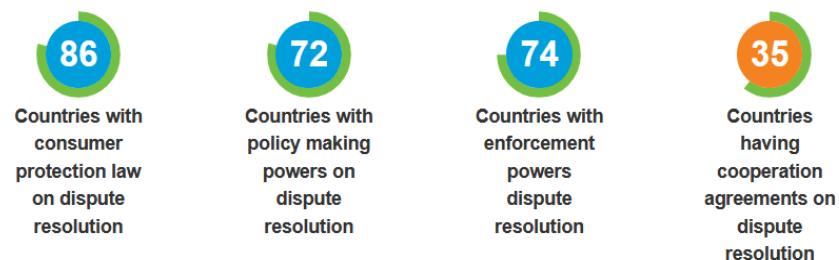 86
Countries with
consumer
protection law
on dispute
resolution
72
Countries with
policy making
powers on
dispute
resolution
74
Countries with
enforcement
powers
dispute
resolution
35
Countries
having
cooperation
agreements on
dispute
resolution